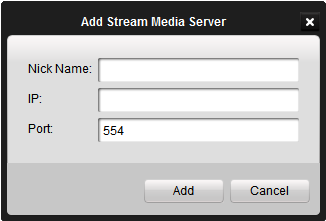 Add Stream Media Server
Nick Name:
IP:
Port: 554
Add Cancel